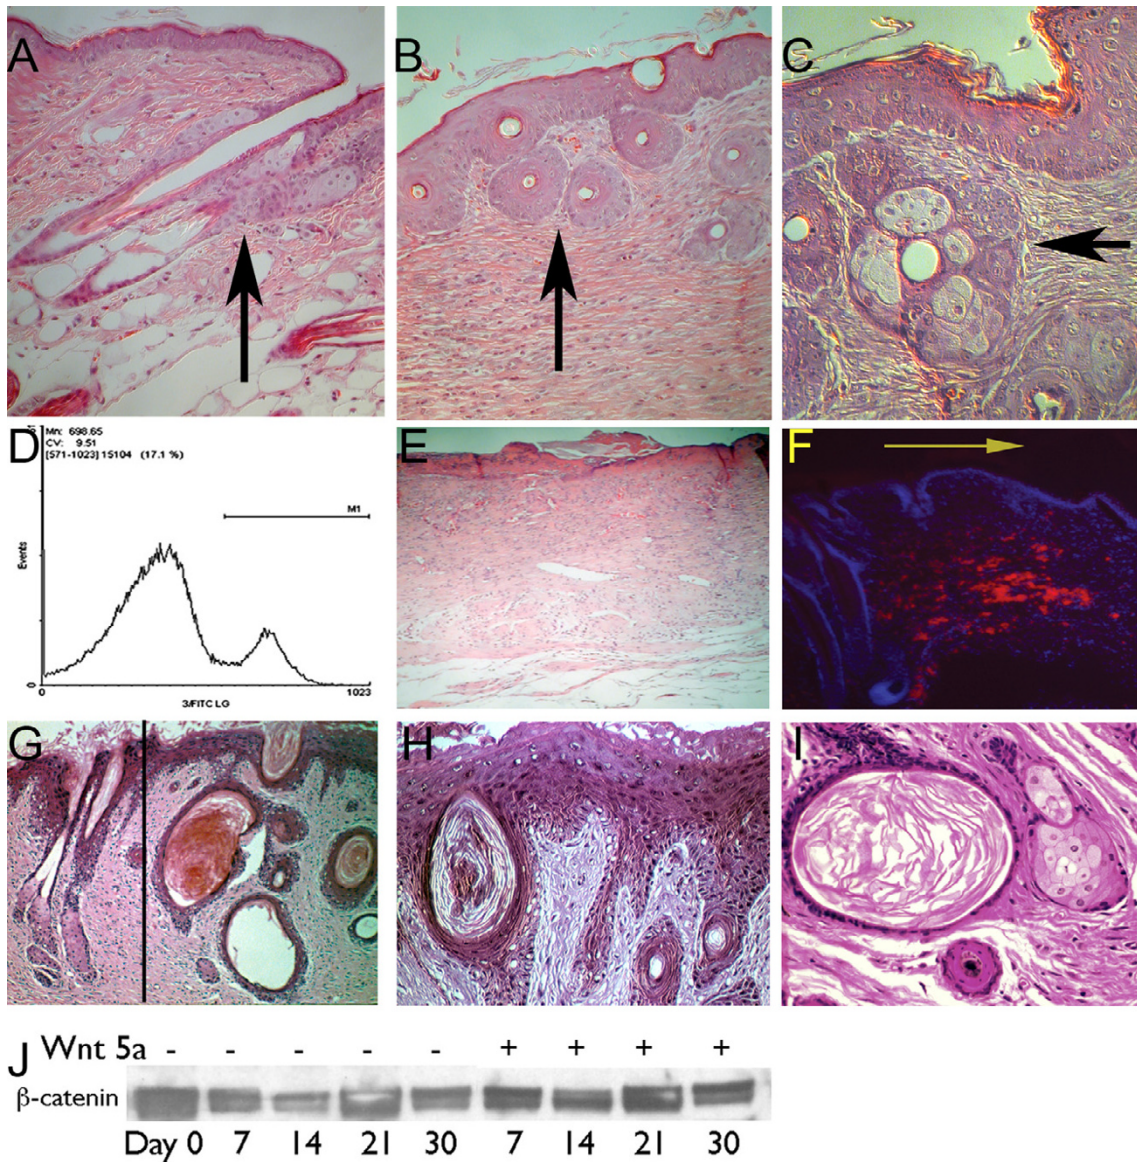 A
B
C
D
Mn: 698.65
CV: 9.51
[571-1023] 15104 (17.1 %)
M1
Events
0
0
1023
3/FITC LG
E
F
G
H
I
J
Wnt 5a - - - - - + + + +
β-catenin
Day 0 7 14 21 30 7 14 21 30